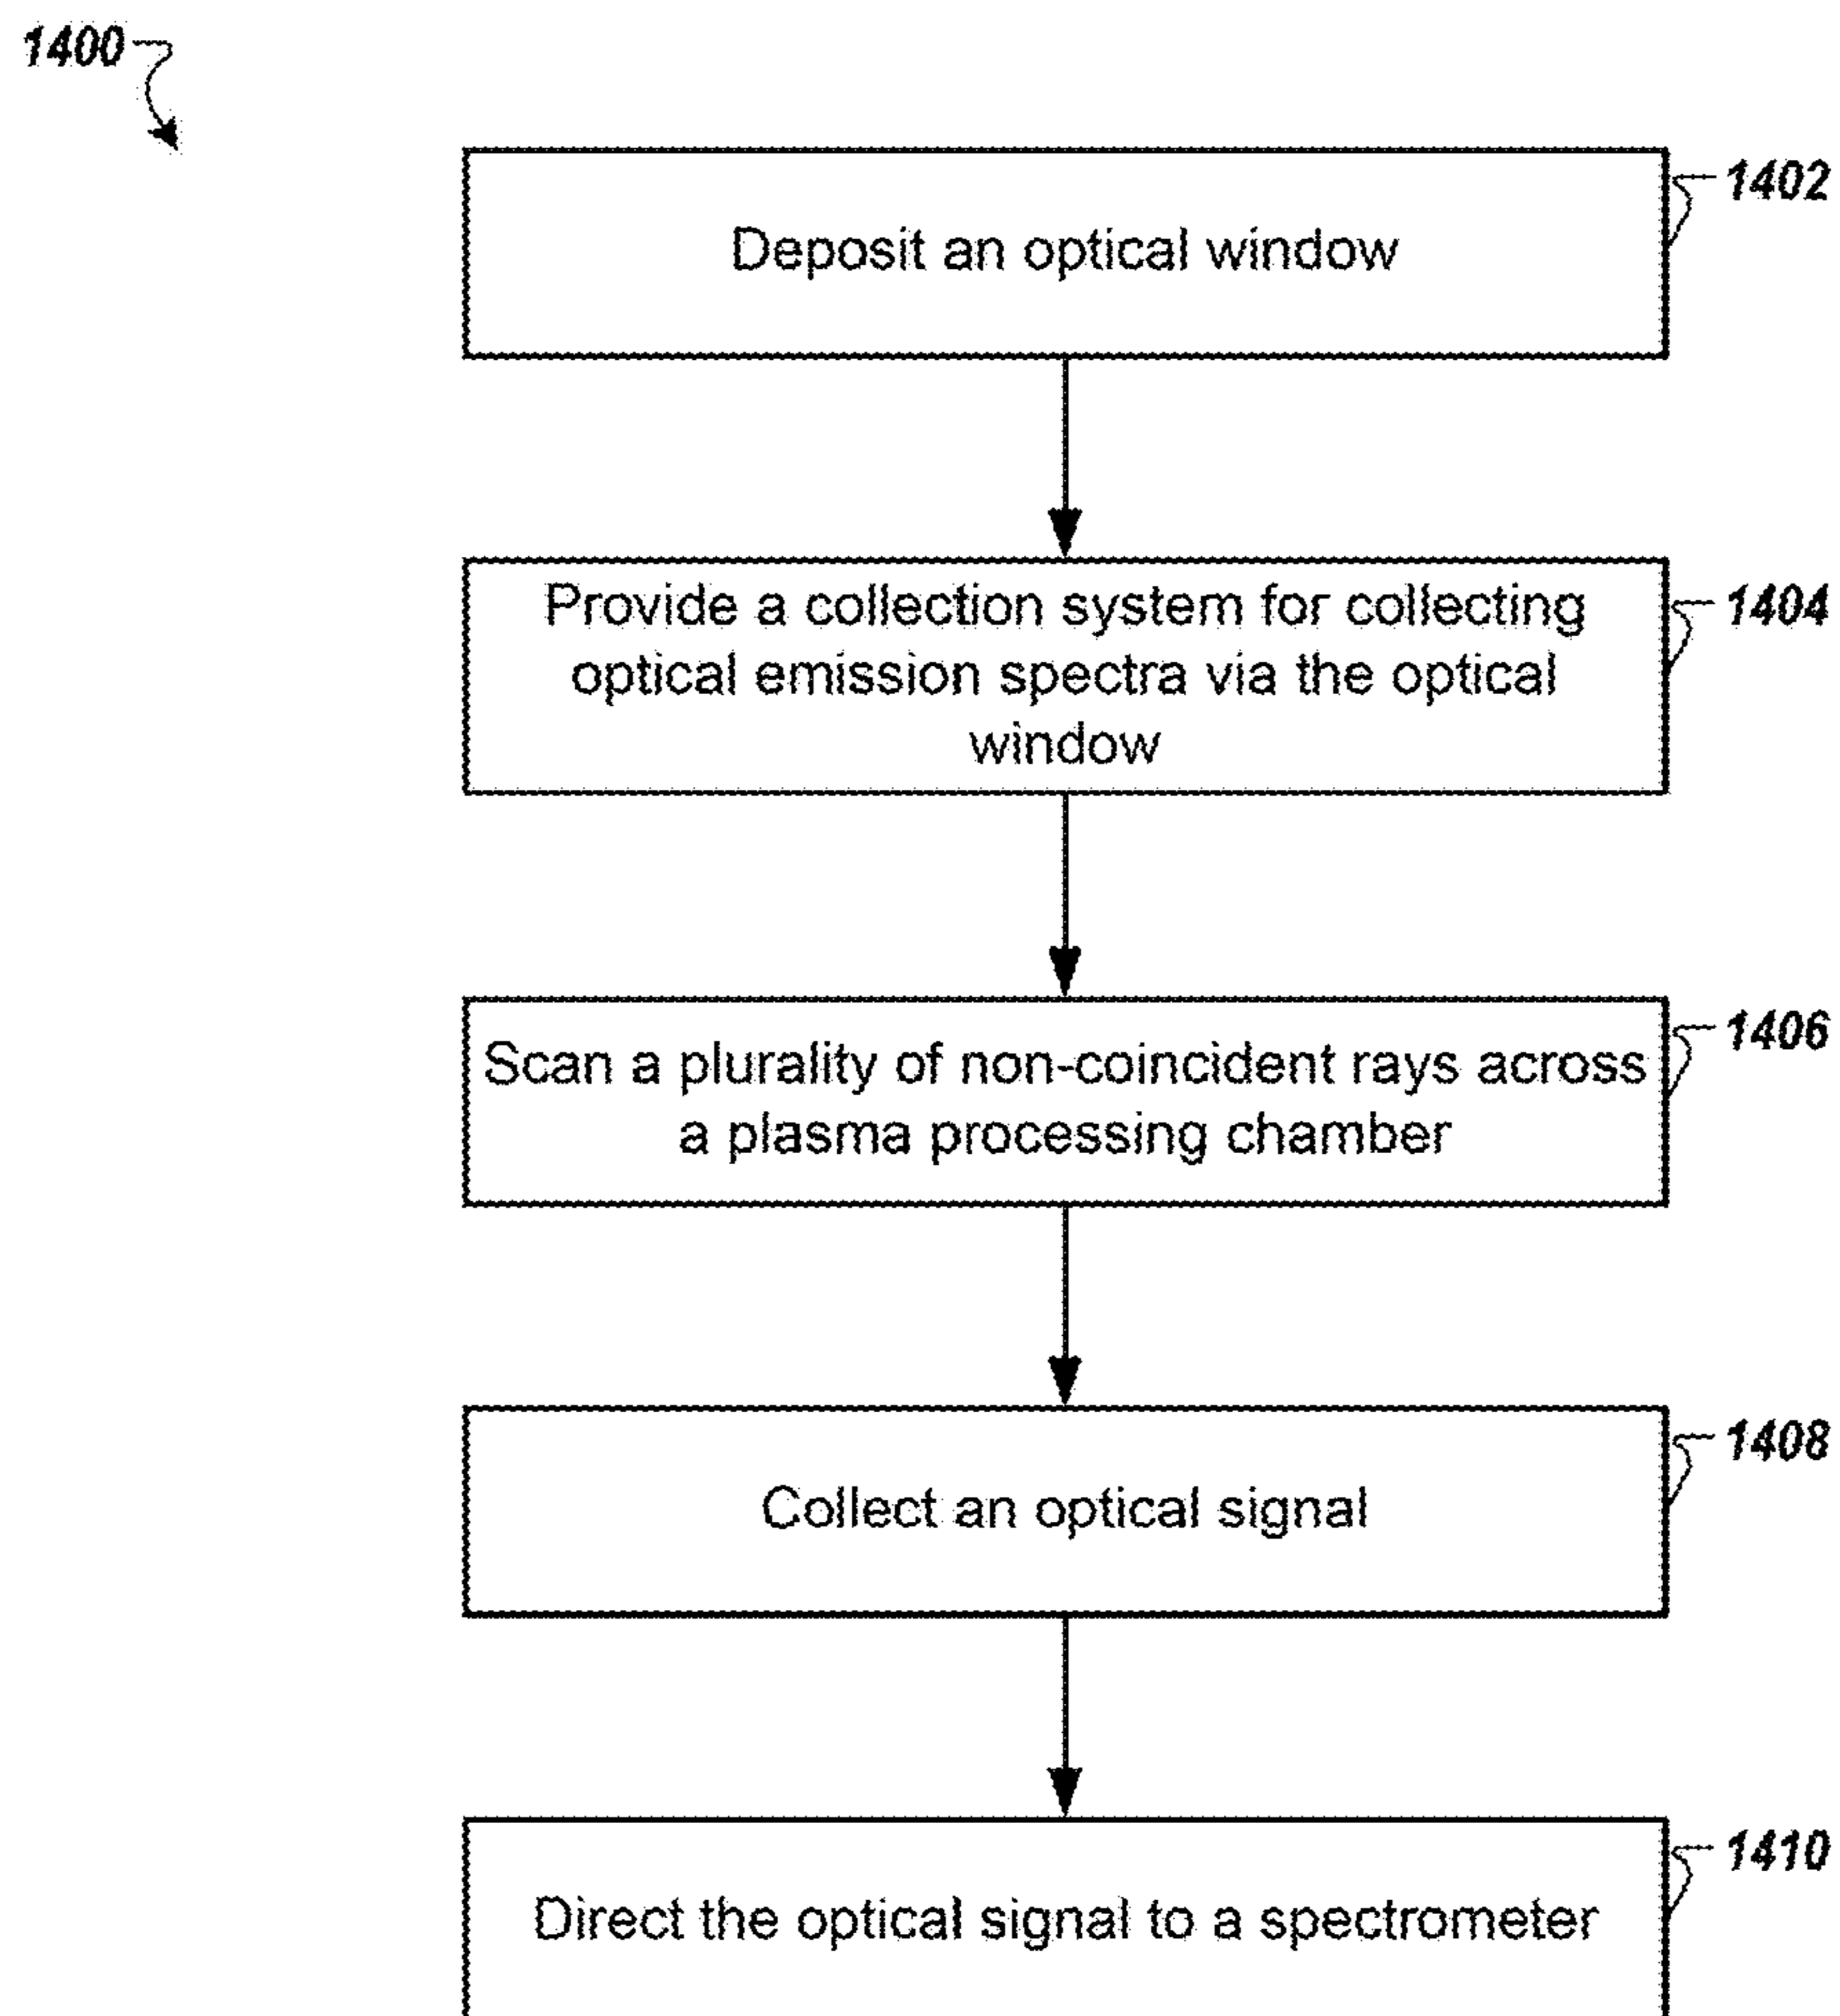 1400
Deposit an optical window
1402
Provide a collection system for collecting
optical emission spectra via the optical
window
1404
Scan a plurality of non-coincident rays across
a plasma processing chamber
1406
Collect an optical signal
1408
Direct the optical signal to a spectrometer
1410